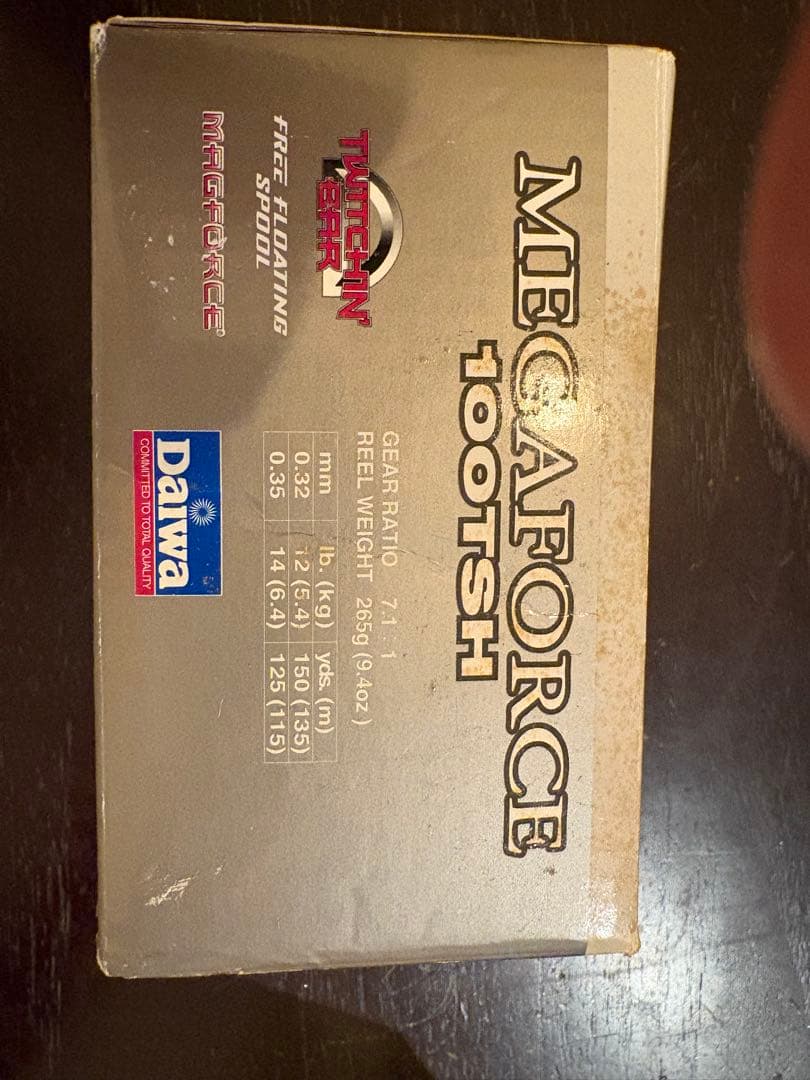 MEGAFORCE
100TSH
GEAR RATIO 7.1 : 1
REEL WEIGHT 265g (9.4oz)
mm lb. (kg) yds. (m)
0.32 12 (5.4) 150 (135)
0.35 14 (6.4) 125 (115)
TWITCHIN'
BAR
FREE FLOATING
SPOOL
MAGFORCE®
DAIWA
COMMITTED TO TOTAL QUALITY